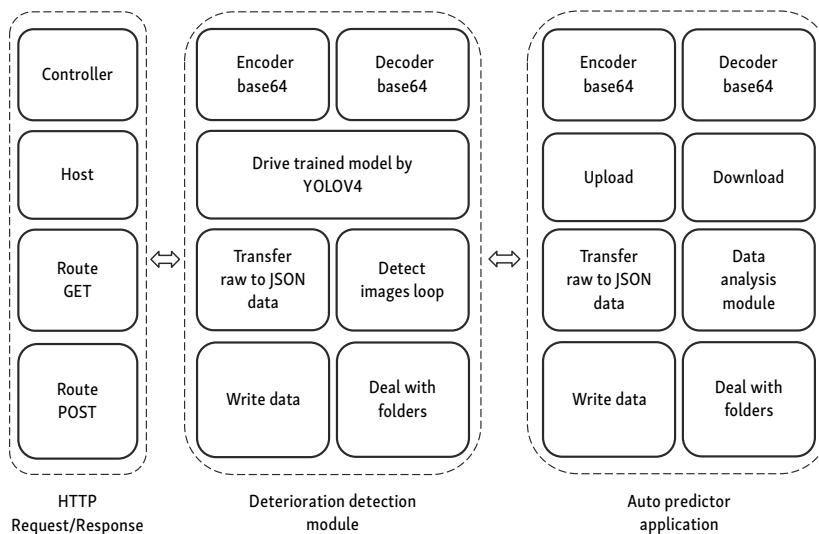 Controller
Host
Route
GET
Route
POST
HTTP
Request/Response
Encoder
base64
Decoder
base64
Drive trained model by
YOLOV4
Transfer
raw to JSON
data
Detect
images loop
Write data
Deal with
folders
Deterioration detection
module
Encoder
base64
Decoder
base64
Upload
Download
Transfer
raw to JSON
data
Data
analysis
module
Write data
Deal with
folders
Auto predictor
application